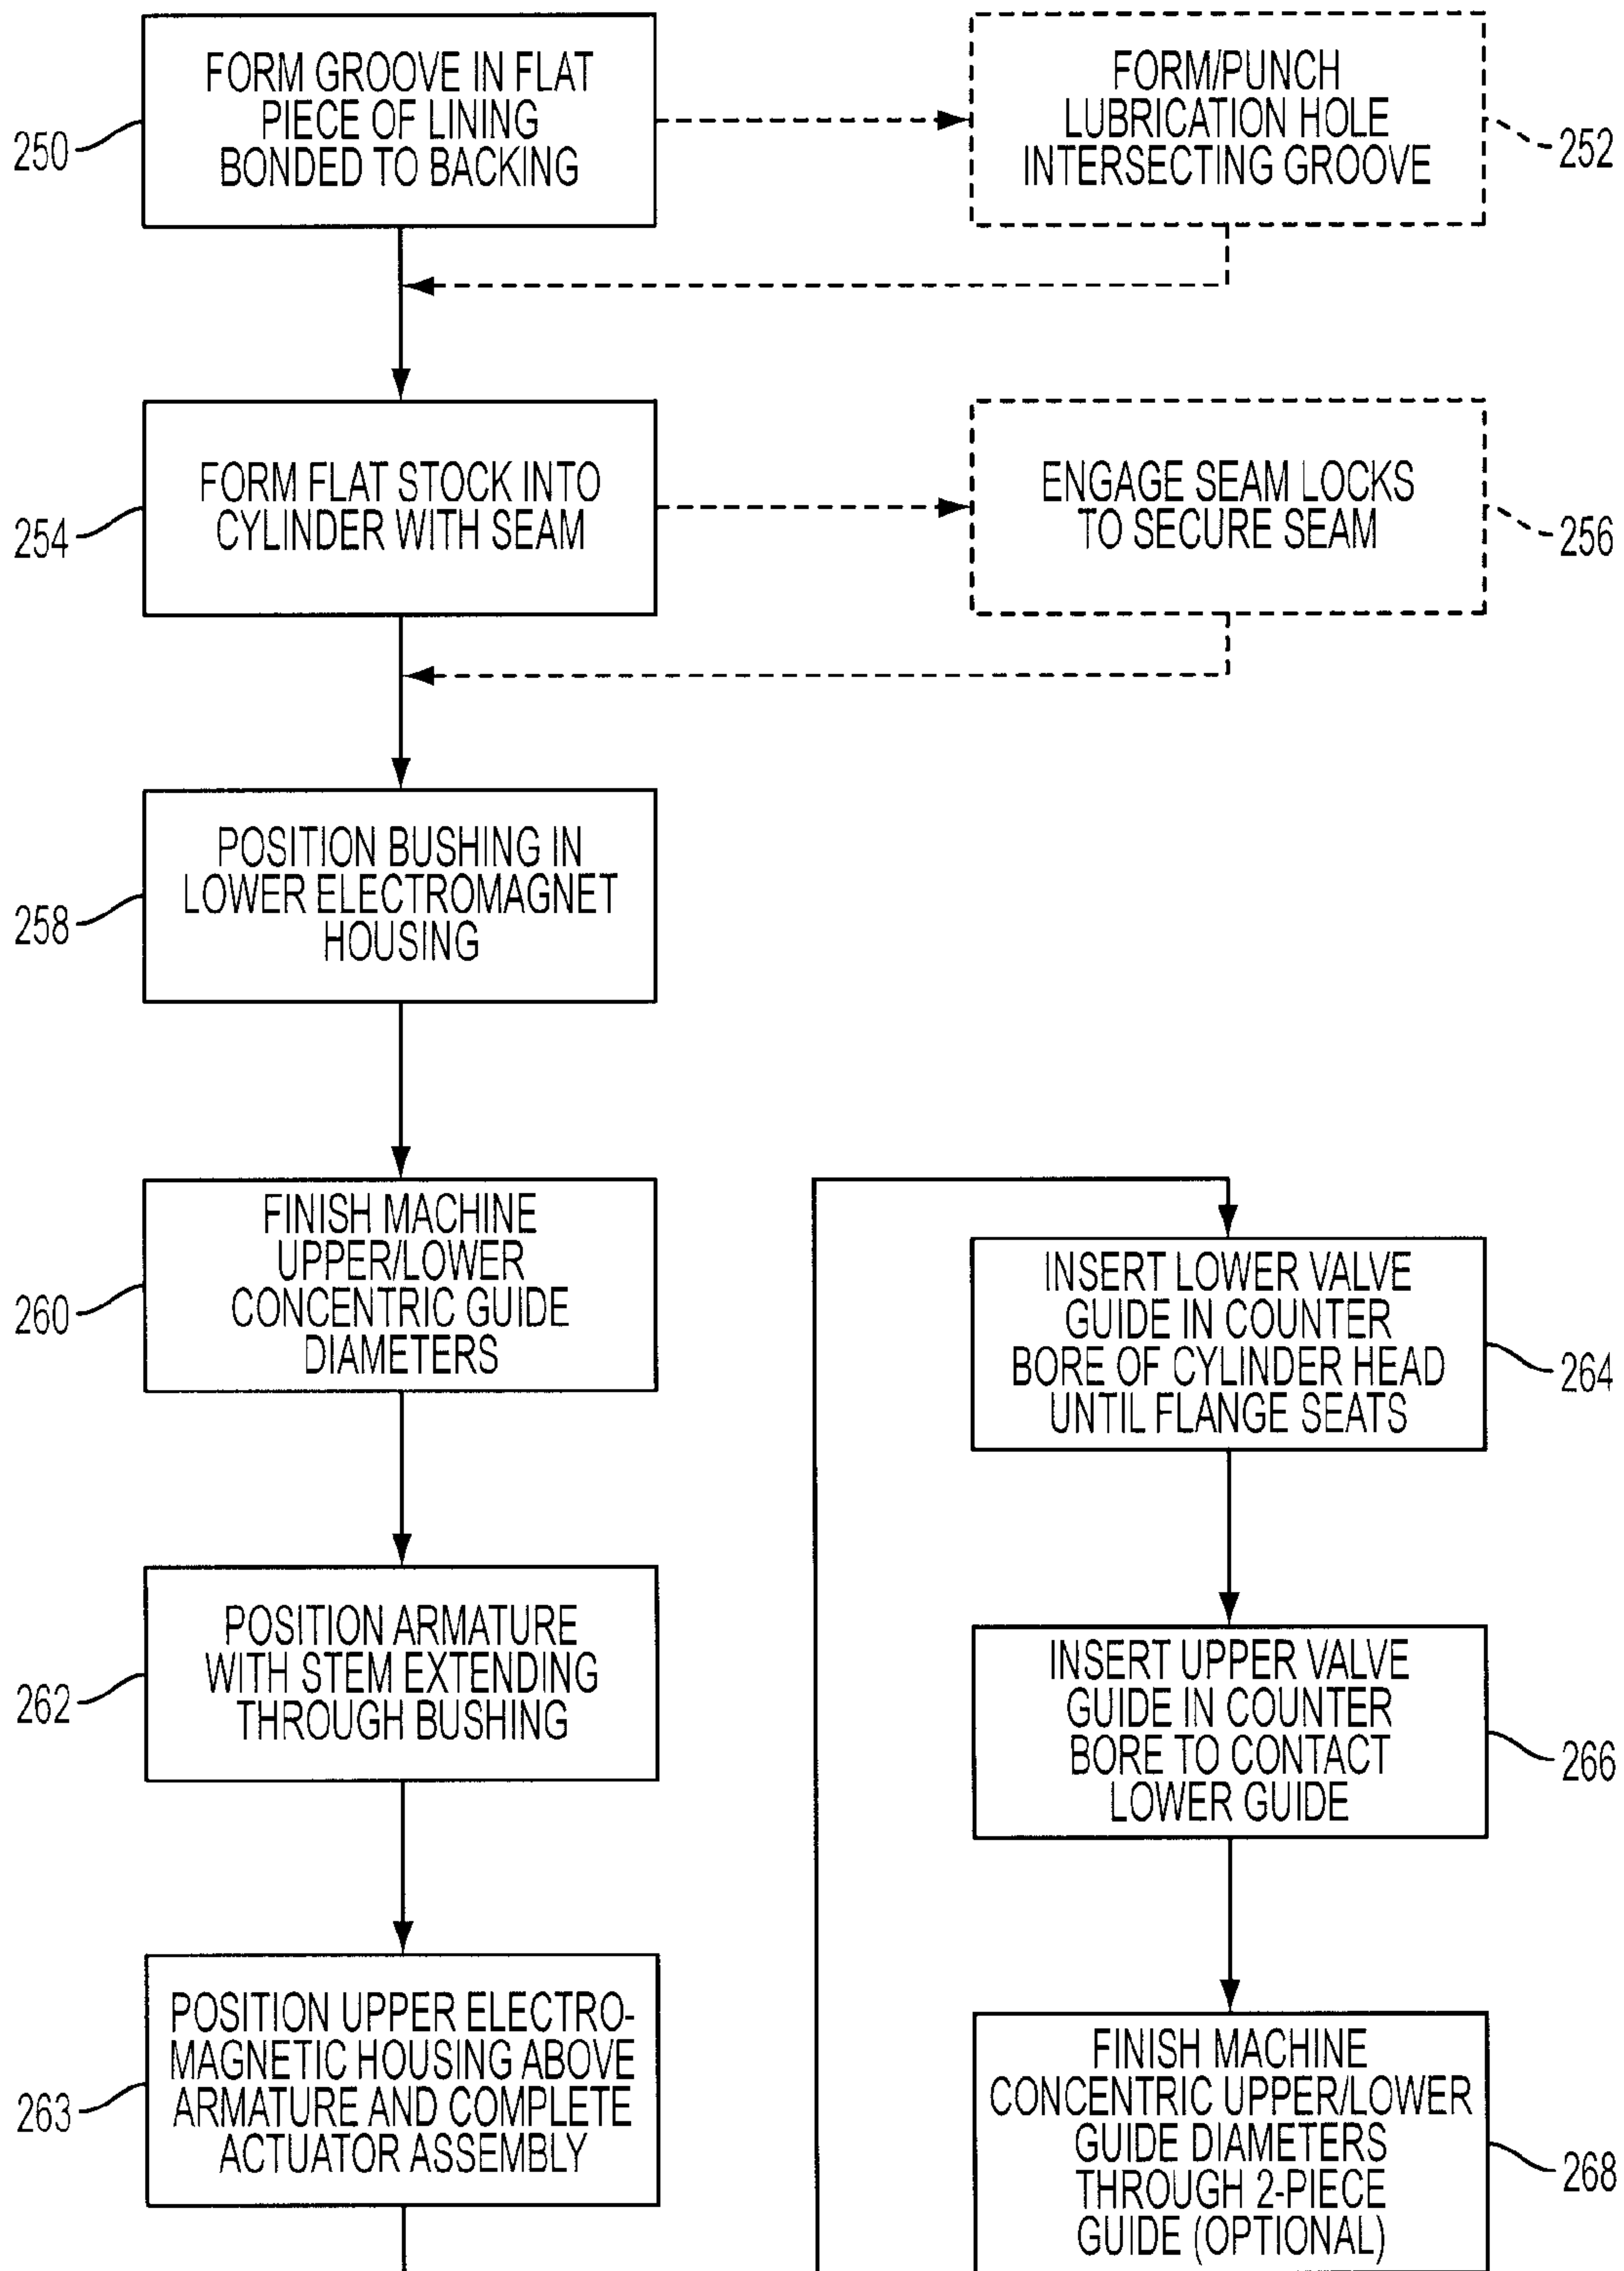 250
FORM GROOVE IN FLAT
PIECE OF LINING
BONDED TO BACKING
FORM/PUNCH
LUBRICATION HOLE
INTERSECTING GROOVE
252
254
FORM FLAT STOCK INTO
CYLINDER WITH SEAM
ENGAGE SEAM LOCKS
TO SECURE SEAM
256
258
POSITION BUSHING IN
LOWER ELECTROMAGNET
HOUSING
260
FINISH MACHINE
UPPER/LOWER
CONCENTRIC GUIDE
DIAMETERS
262
POSITION ARMATURE
WITH STEM EXTENDING
THROUGH BUSHING
263
POSITION UPPER ELECTRO-
MAGNETIC HOUSING ABOVE
ARMATURE AND COMPLETE
ACTUATOR ASSEMBLY
INSERT LOWER VALVE
GUIDE IN COUNTER
BORE OF CYLINDER HEAD
UNTIL FLANGE SEATS
264
INSERT UPPER VALVE
GUIDE IN COUNTER
BORE TO CONTACT
LOWER GUIDE
266
FINISH MACHINE
CONCENTRIC UPPER/LOWER
GUIDE DIAMETERS
THROUGH 2-PIECE
GUIDE (OPTIONAL)
268